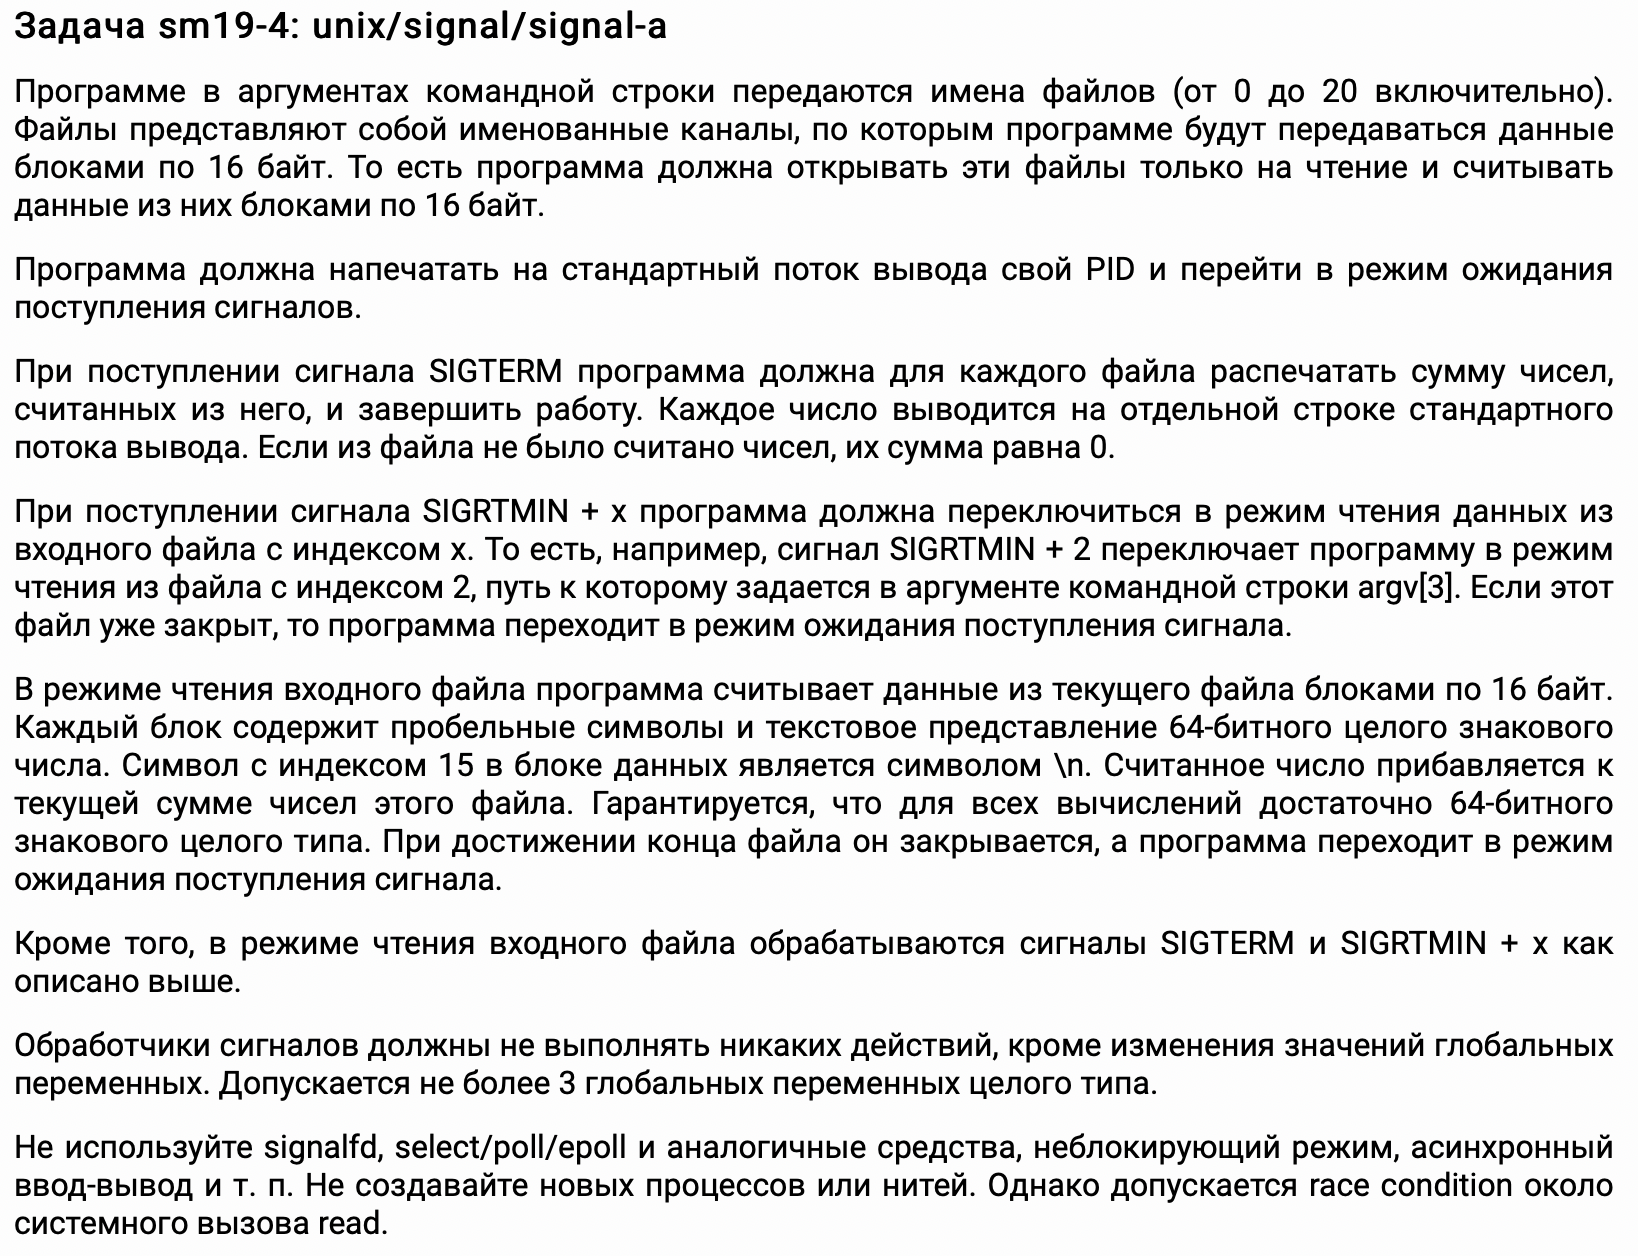 Задача sm19-4: unix/signal/signal-a
Программе в аргументах командной строки передаются имена файлов (от 0 до 20 включительно).
Файлы представляют собой именованные каналы, по которым программе будут передаваться данные
блоками по 16 байт. То есть программа должна открывать эти файлы только на чтение и считывать
данные из них блоками по 16 байт.
Программа должна напечатать на стандартный поток вывода свой PID и перейти в режим ожидания
поступления сигналов.
При поступлении сигнала SIGTERM программа должна для каждого файла распечатать сумму чисел,
считанных из него, и завершить работу. Каждое число выводится на отдельной строке стандартного
потока вывода. Если из файла не было считано чисел, их сумма равна 0.
При поступлении сигнала SIGRTMIN + x программа должна переключиться в режим чтения данных из
входного файла с индексом x. То есть, например, сигнал SIGRTMIN + 2 переключает программу в режим
чтения из файла с индексом 2, путь к которому задается в аргументе командной строки argv[3]. Если этот
файл уже закрыт, то программа переходит в режим ожидания поступления сигнала.
В режиме чтения входного файла программа считывает данные из текущего файла блоками по 16 байт.
Каждый блок содержит пробельные символы и текстовое представление 64-битного целого знакового
числа. Символ с индексом 15 в блоке данных является символом \n. Считанное число прибавляется к
текущей сумме чисел этого файла. Гарантируется, что для всех вычислений достаточно 64-битного
знакового целого типа. При достижении конца файла он закрывается, а программа переходит в режим
ожидания поступления сигнала.
Кроме того, в режиме чтения входного файла обрабатываются сигналы SIGTERM и SIGRTMIN + x как
описано выше.
Обработчики сигналов должны не выполнять никаких действий, кроме изменения значений глобальных
переменных. Допускается не более 3 глобальных переменных целого типа.
Не используйте signalfd, select/poll/epoll и аналогичные средства, неблокирующий режим, асинхронный
ввод-вывод и т. п. Не создавайте новых процессов или нитей. Однако допускается race condition около
системного вызова read.